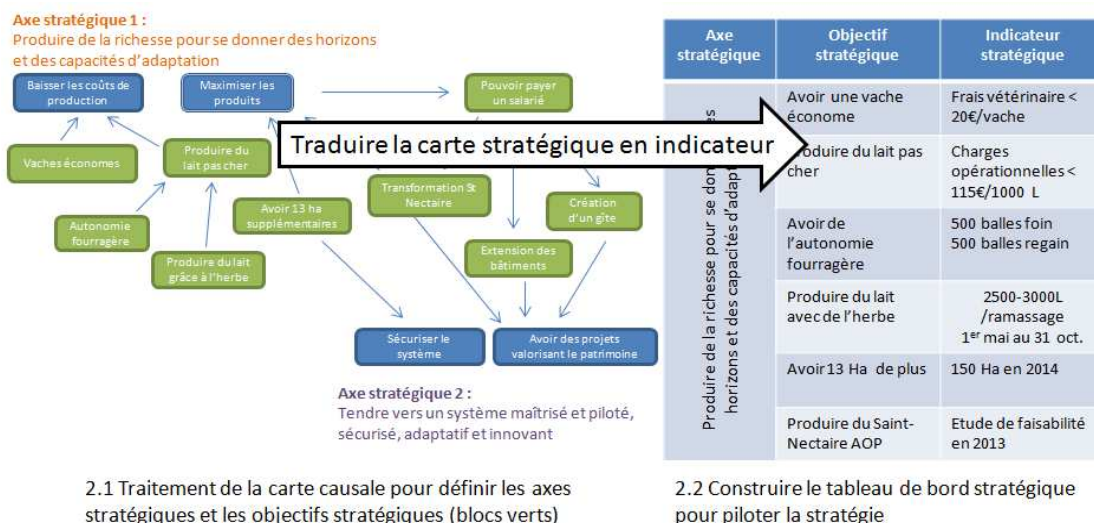 Axe stratégique 1 :
Produire de la richesse pour se donner des horizons
et des capacités d'adaptation
Baisser les coûts de
production
Maximiser les
produits
Pouvoir payer
un salarié
Vaches économes
Produire du
lait pas cher
Traduire la carte stratégique en indicateur
Autonomie
fourragère
Avoir 13 ha
supplémentaires
Transformation St
Nectaire
Création
d'un gîte
Produire du lait
grâce à l'herbe
Extension des
bâtiments
Sécuriser le
système
Avoir des projets
valorisant le patrimoine
Axe stratégique 2 :
Tendre vers un système maîtrisé et piloté,
sécurisé, adaptatif et innovant
2.1 Traitement de la carte causale pour définir les axes
stratégiques et les objectifs stratégiques (blocs verts)
Axe
stratégique
Objectif
stratégique
Indicateur
stratégique
Produire de la richesse pour se don
es
horizons et des capacités d'adapt
Avoir une vache
économe
Frais vétérinaire <
20€/vache
Produire du lait pas
cher
Charges
opérationnelles <
115€/1000 L
Avoir de
l'autonomie
fourragère
500 balles foin
500 balles regain
Produire du lait
avec de l'herbe
2500-3000L
/ramassage
1er mai au 31 oct.
Avoir 13 Ha de plus
150 Ha en 2014
Produire du Saint-
Nectaire AOP
Etude de faisabilité
en 2013
2.2 Construire le tableau de bord stratégique
pour piloter la stratégie